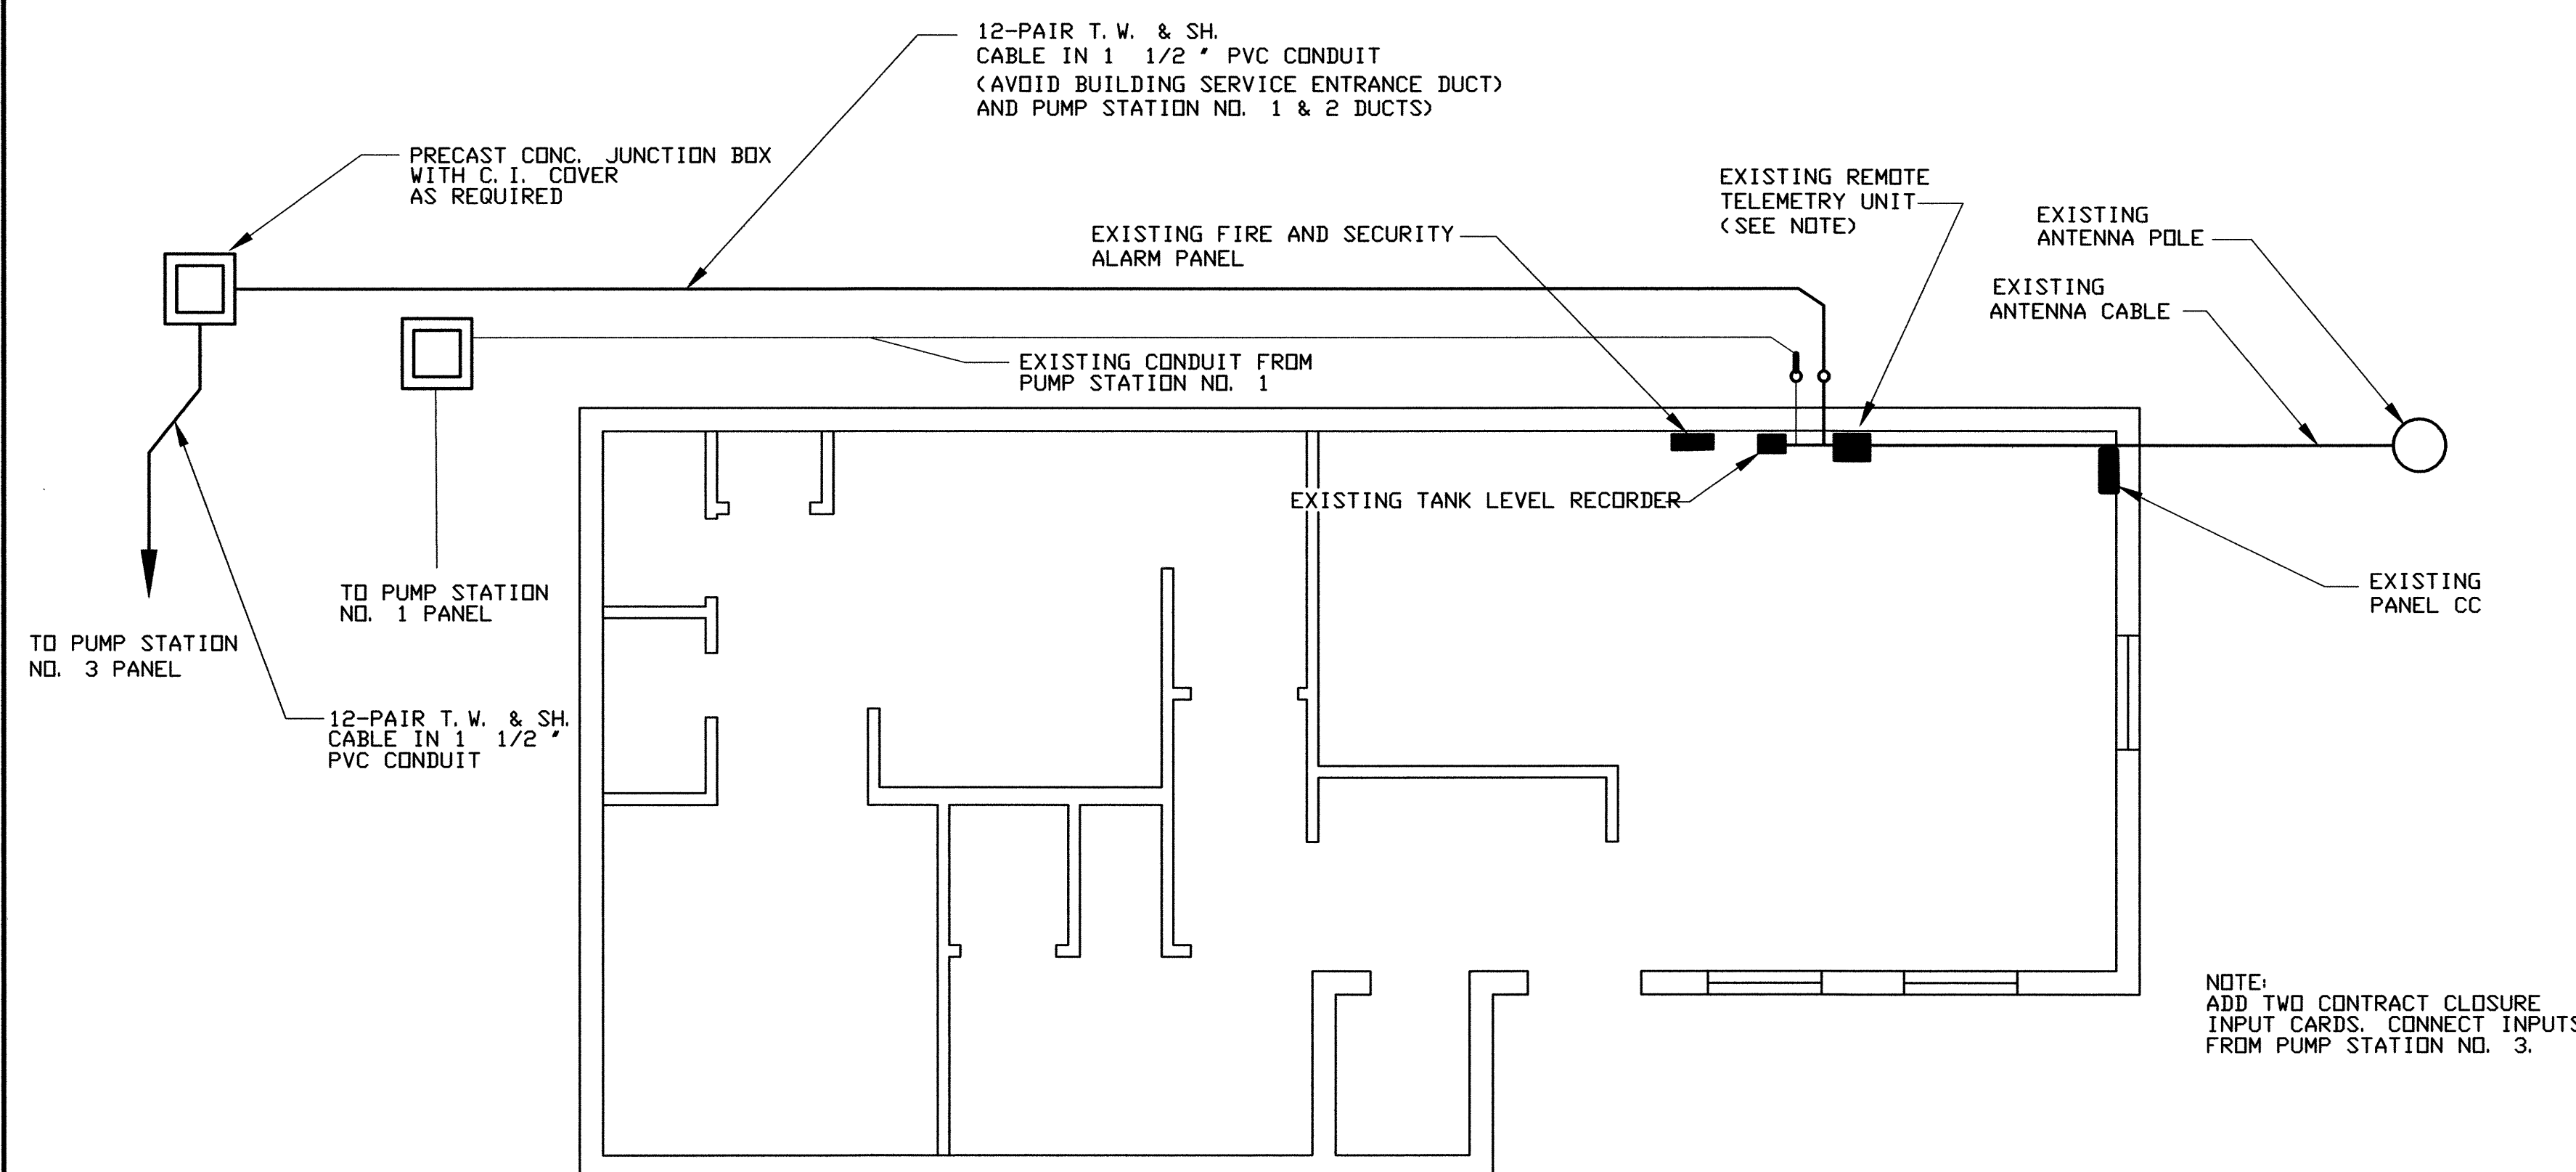 12-PAIR T. W. & SH.
CABLE IN 1 1/2 " PVC CONDUIT
(AVOID BUILDING SERVICE ENTRANCE DUCT)
AND PUMP STATION NO. 1 & 2 DUCTS)
PRECAST CONC. JUNCTION BOX
WITH C. I. COVER
AS REQUIRED
EXISTING REMOTE
TELEMETRY UNIT
(SEE NOTE)
EXISTING FIRE AND SECURITY
ALARM PANEL
EXISTING
ANTENNA POLE
EXISTING
ANTENNA CABLE
EXISTING CONDUIT FROM
PUMP STATION NO. 1
EXISTING TANK LEVEL RECORDER
TO PUMP STATION
NO. 1 PANEL
EXISTING
PANEL CC
TO PUMP STATION
NO. 3 PANEL
12-PAIR T. W. & SH.
CABLE IN 1 1/2 "
PVC CONDUIT
NOTE:
ADD TWO CONTRACT CLOSURE
INPUT CARDS. CONNECT INPUTS
FROM PUMP STATION NO. 3.